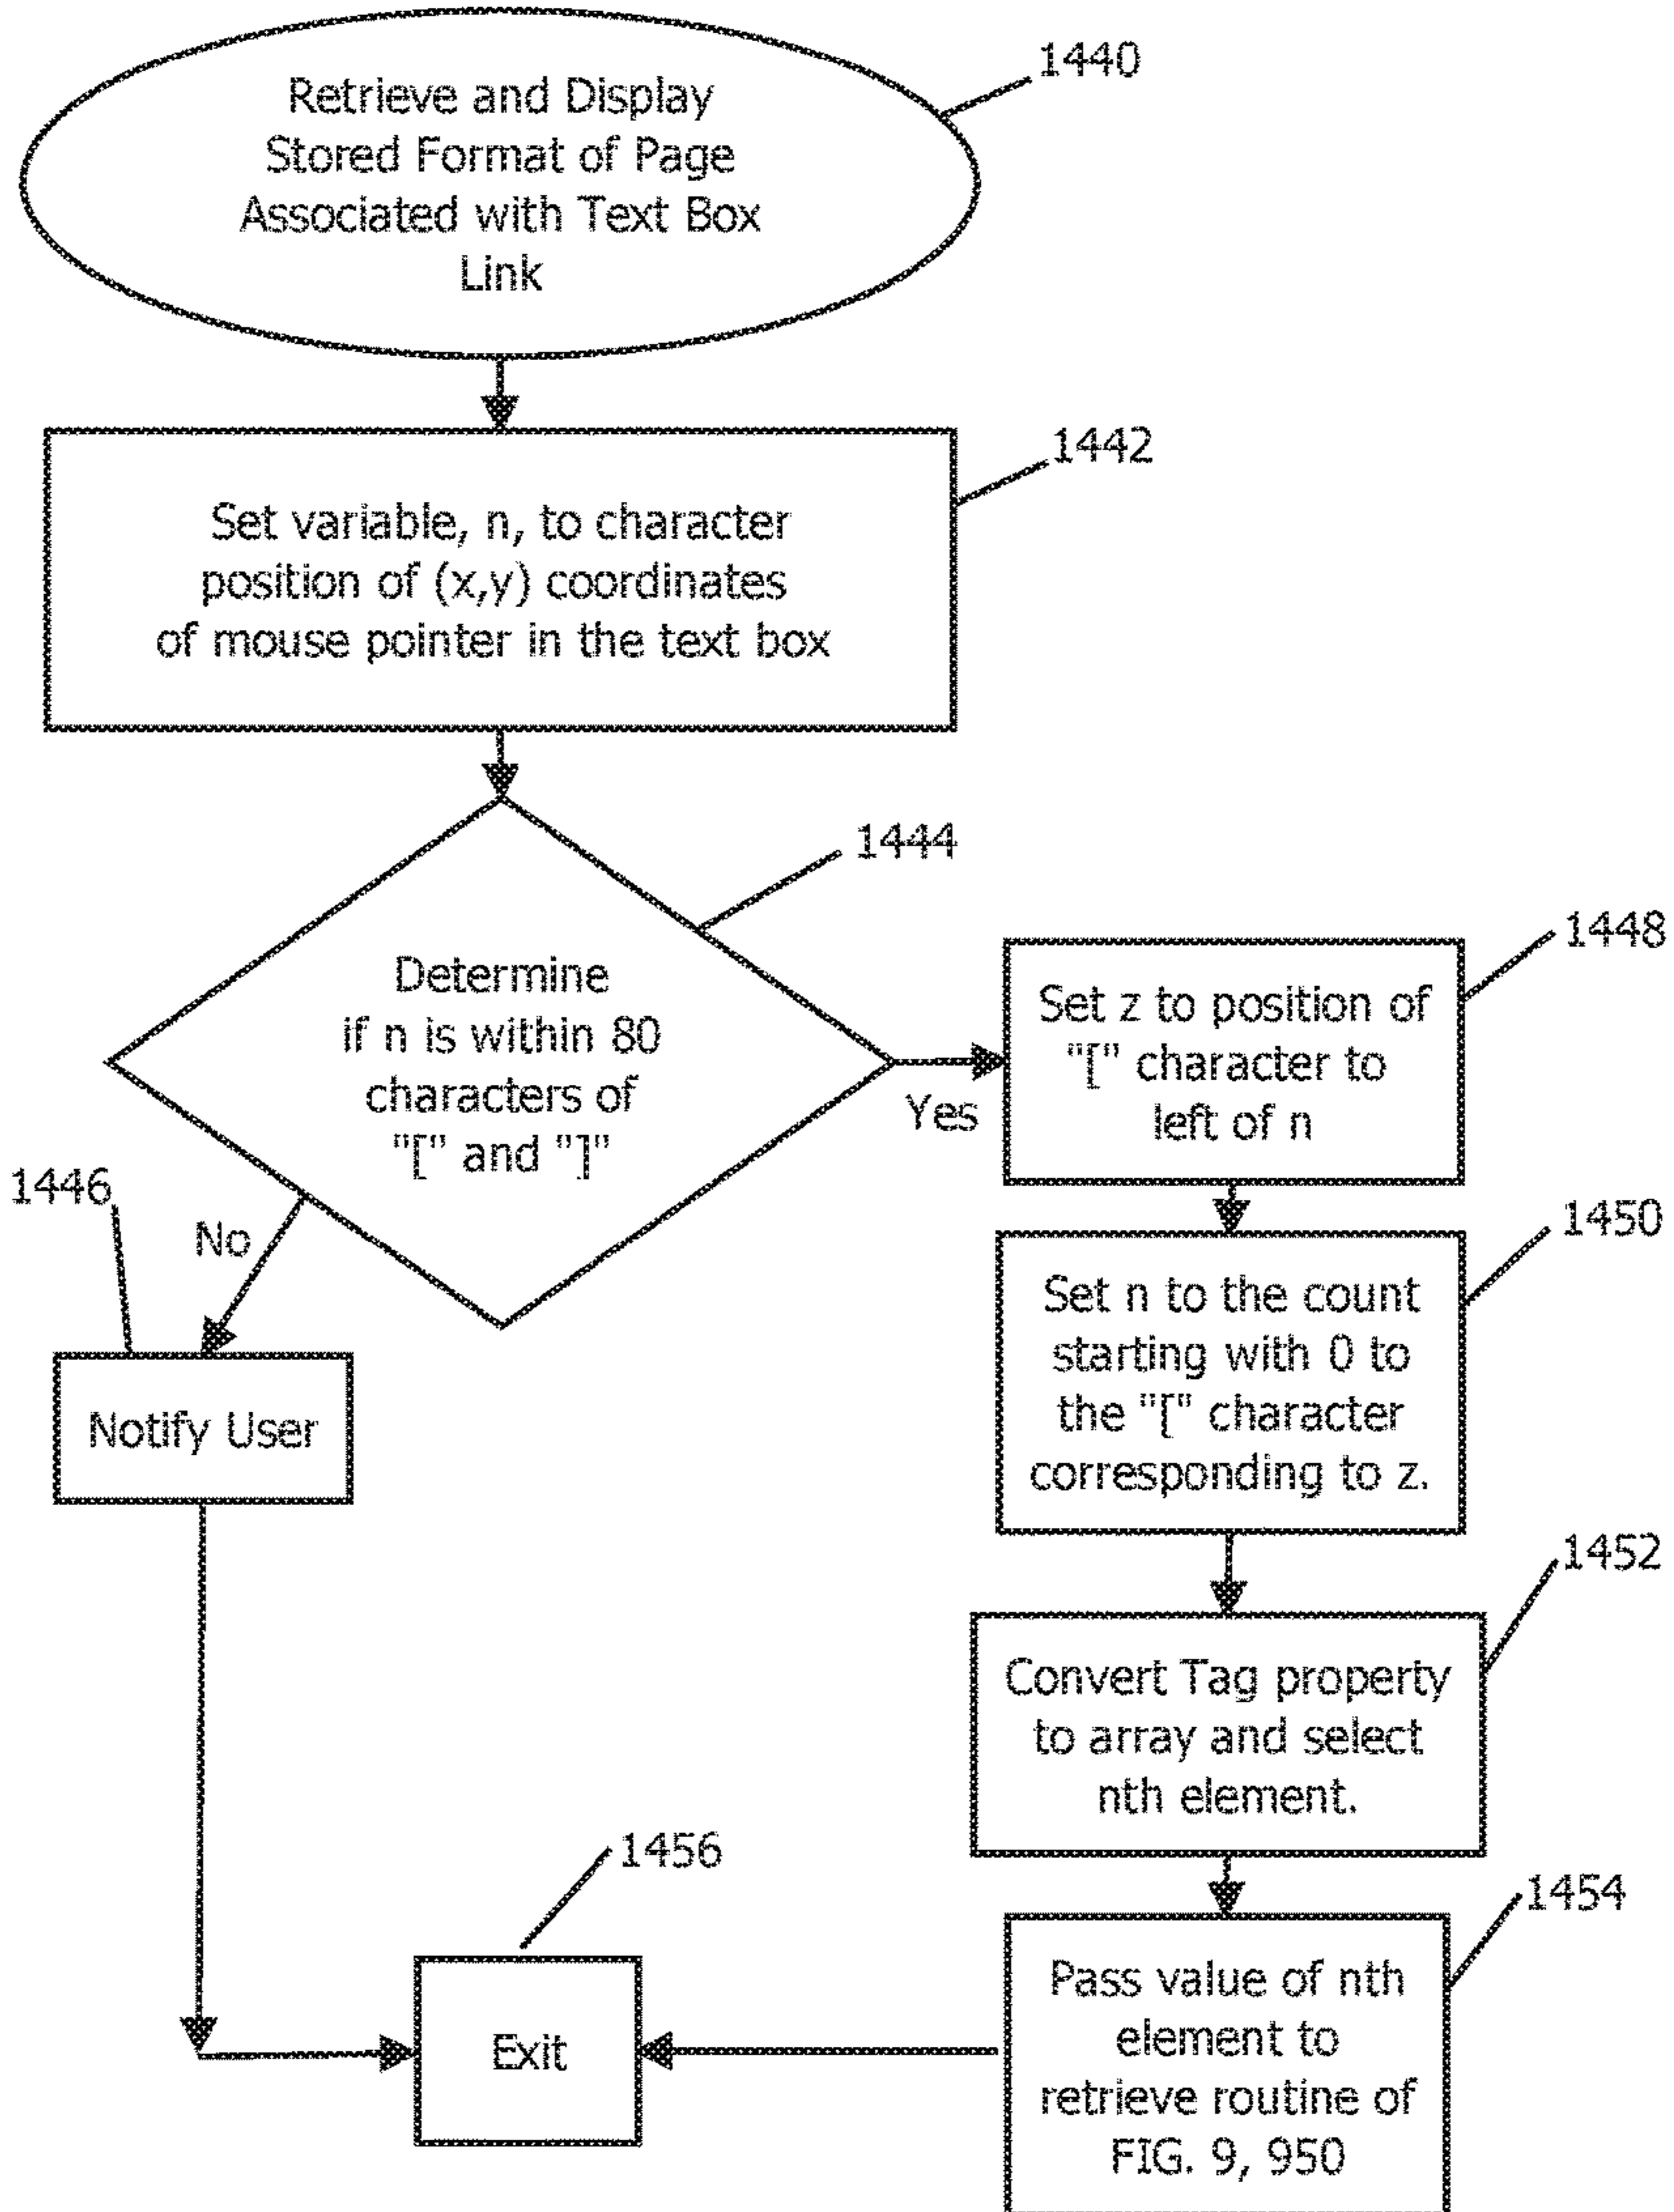 Retrieve and Display
Stored Format of Page
Associated with Text Box
Link
1440
Set variable, n, to character
position of (x,y) coordinates
of mouse pointer in the text box
1442
Determine
if n is within 80
characters of
"[" and "]"
1444
Yes
No
1446
Notify User
Set z to position of
"[" character to
left of n
1448
Set n to the count
starting with 0 to
the "[" character
corresponding to z.
1450
Convert Tag property
to array and select
nth element.
1452
Pass value of nth
element to
retrieve routine of
FIG. 9, 950
1454
Exit
1456